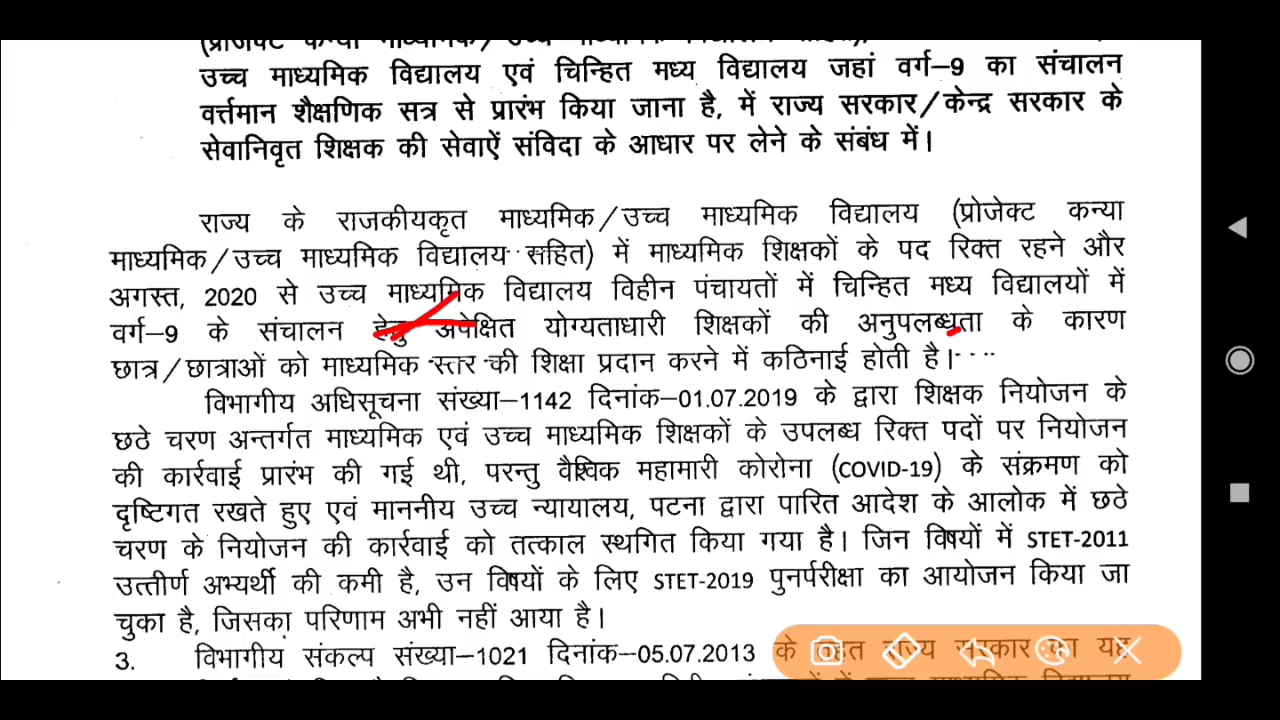 उच्च माध्यमिक विद्यालय एवं चिन्हित मध्य विद्यालय जहां वर्ग–9 का संचालन
वर्त्तमान शैक्षणिक सत्र से प्रारंभ किया जाना है, में राज्य सरकार/केन्द्र सरकार के
सेवानिवृत शिक्षक की सेवाऐं संविदा के आधार पर लेने के संबंध में।
राज्य के राजकीयकृत माध्यमिक/उच्च माध्यमिक विद्यालय (प्रोजेक्ट कन्या
माध्यमिक/उच्च माध्यमिक विद्यालय सहित) में माध्यमिक शिक्षकों के पद रिक्त रहने और
अगस्त, 2020 से उच्च माध्यमिक विद्यालय विहीन पंचायतों में चिन्हित मध्य विद्यालयों में
वर्ग–9 के संचालन हेतु अपेक्षित योग्यताधारी शिक्षकों की अनुपलब्धता के कारण
छात्र/छात्राओं को माध्यमिक स्तर की शिक्षा प्रदान करने में कठिनाई होती है।
विभागीय अधिसूचना संख्या–1142 दिनांक–01.07.2019 के द्वारा शिक्षक नियोजन के
छठे चरण अन्तर्गत माध्यमिक एवं उच्च माध्यमिक शिक्षकों के उपलब्ध रिक्त पदों पर नियोजन
की कार्रवाई प्रारंभ की गई थी, परन्तु वैश्विक महामारी कोरोना (COVID-19) के संक्रमण को
दृष्टिगत रखते हुए एवं माननीय उच्च न्यायालय, पटना द्वारा पारित आदेश के आलोक में छठे
चरण के नियोजन की कार्रवाई को तत्काल स्थगित किया गया है। जिन विषयों में STET-2011
उत्तीर्ण अभ्यर्थी की कमी है, उन विषयों के लिए STET-2019 पुनर्परीक्षा का आयोजन किया जा
चुका है, जिसका परिणाम अभी नहीं आया है।
3. विभागीय संकल्प संख्या–1021 दिनांक–05.07.2013 के तहत राज्य सरकार का यह